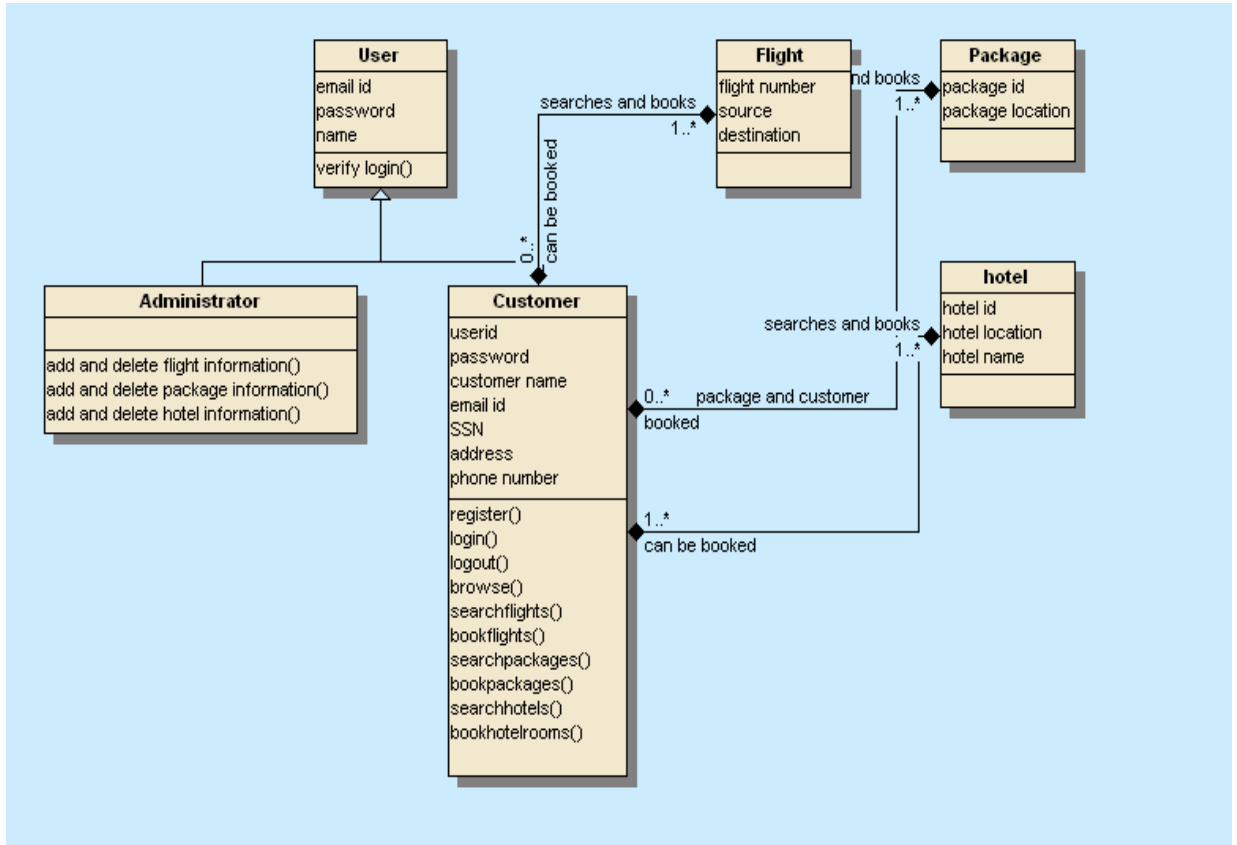 User
email id
password
name
verify login()
Flight
flight number
source
destination
Package
package id
package location
nd books
1..*
searches and books
1..*
can be booked
0..*
Administrator
add and delete flight information()
add and delete package information()
add and delete hotel information()
Customer
userid
password
customer name
email id
SSN
address
phone number
register()
login()
logout()
browse()
searchflights()
bookflights()
searchpackages()
bookpackages()
searchhotels()
bookhotelrooms()
hotel
hotel id
hotel location
hotel name
searches and books
1..*
0..* package and customer
booked
1..*
can be booked